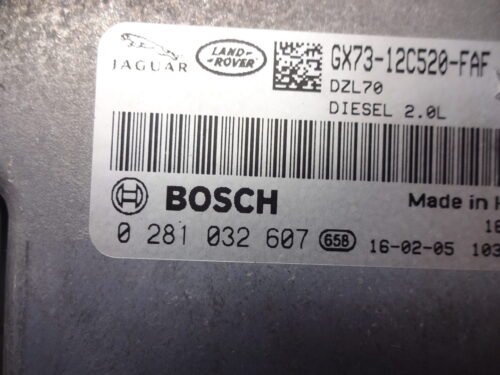 JAGUAR
LAND-
ROVER
GX73-12C520-FAF
DZL70
DIESEL 2.0L
BOSCH
Made in H
0 281 032 607 658 16-02-05 103